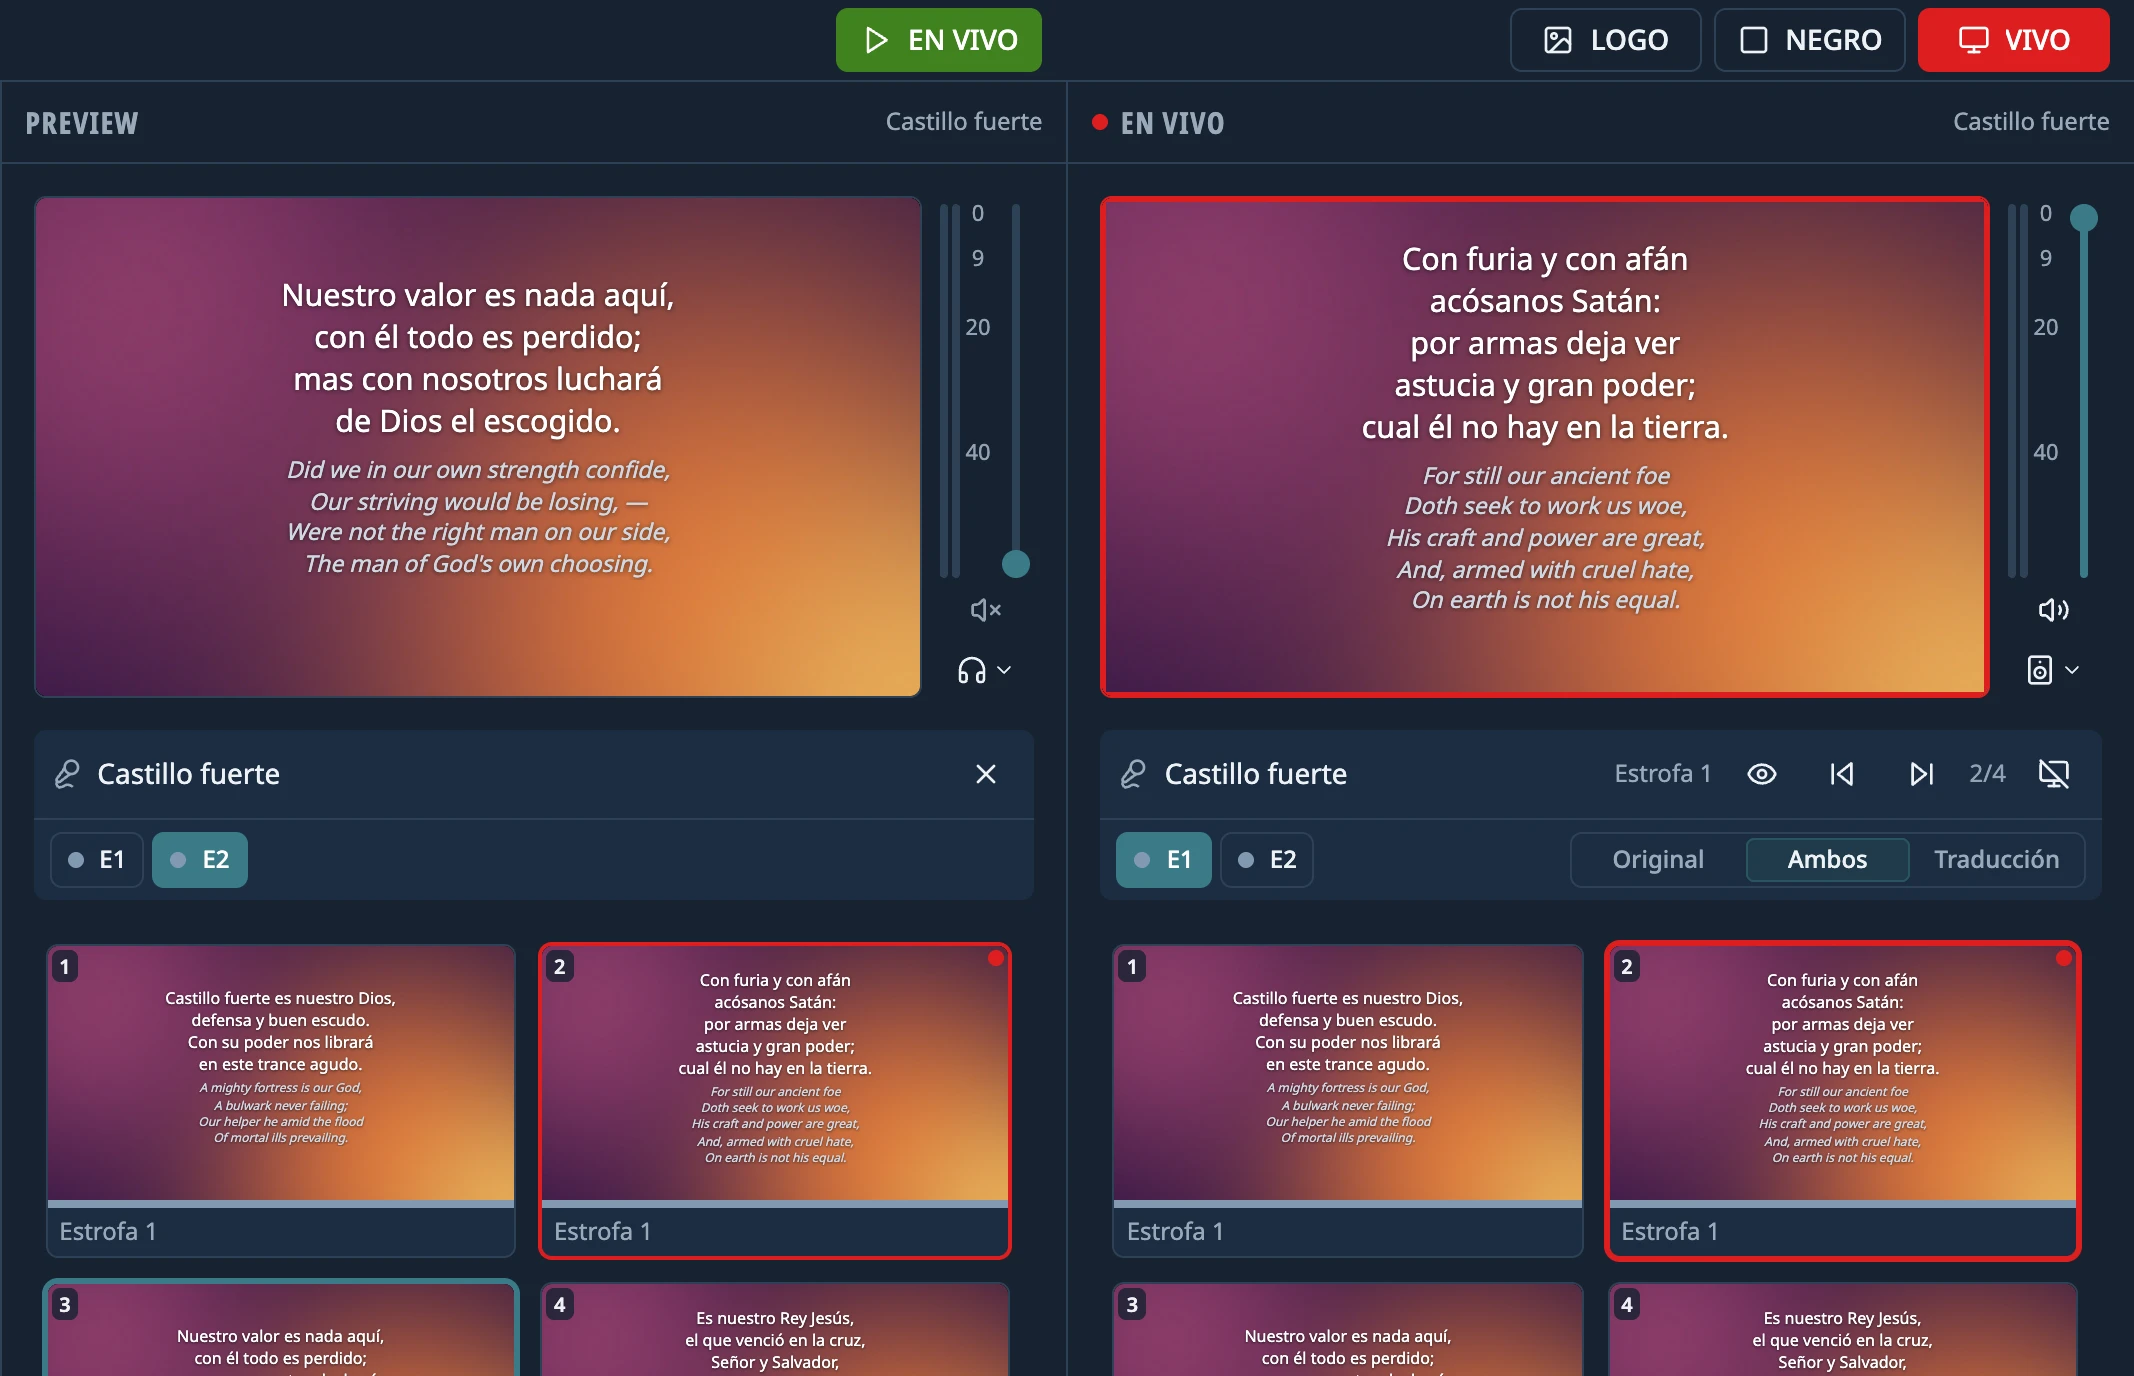 EN VIVO
LOGO
NEGRO
VIVO
PREVIEW
Castillo fuerte
Nuestro valor es nada aquí,
con él todo es perdido;
mas con nosotros luchará
de Dios el escogido.
Did we in our own strength confide,
Our striving would be losing, —
Were not the right man on our side,
The man of God's own choosing.
0
9
20
40
Castillo fuerte
E1
E2
1
Castillo fuerte es nuestro Dios,
defensa y buen escudo.
Con su poder nos librará
en este trance agudo.
A mighty fortress is our God,
A bulwark never failing;
Our helper he amid the flood
Of mortal ills prevailing.
Estrofa 1
2
Con furia y con afán
acósanos Satán:
por armas deja ver
astucia y gran poder;
cual él no hay en la tierra.
For still our ancient foe
Doth seek to work us woe,
His craft and power are great,
And, armed with cruel hate,
On earth is not his equal.
Estrofa 1
3
Nuestro valor es nada aquí,
con él todo es perdido;
4
Es nuestro Rey Jesús,
el que venció en la cruz,
Señor y Salvador,
EN VIVO
Castillo fuerte
Con furia y con afán
acósanos Satán:
por armas deja ver
astucia y gran poder;
cual él no hay en la tierra.
For still our ancient foe
Doth seek to work us woe,
His craft and power are great,
And, armed with cruel hate,
On earth is not his equal.
0
9
20
40
Castillo fuerte
Estrofa 1
2/4
E1
E2
Original
Ambos
Traducción
1
Castillo fuerte es nuestro Dios,
defensa y buen escudo.
Con su poder nos librará
en este trance agudo.
A mighty fortress is our God,
A bulwark never failing;
Our helper he amid the flood
Of mortal ills prevailing.
Estrofa 1
2
Con furia y con afán
acósanos Satán:
por armas deja ver
astucia y gran poder;
cual él no hay en la tierra.
For still our ancient foe
Doth seek to work us woe,
His craft and power are great,
And, armed with cruel hate,
On earth is not his equal.
Estrofa 1
3
Nuestro valor es nada aquí,
con él todo es perdido;
4
Es nuestro Rey Jesús,
el que venció en la cruz,
Señor y Salvador,